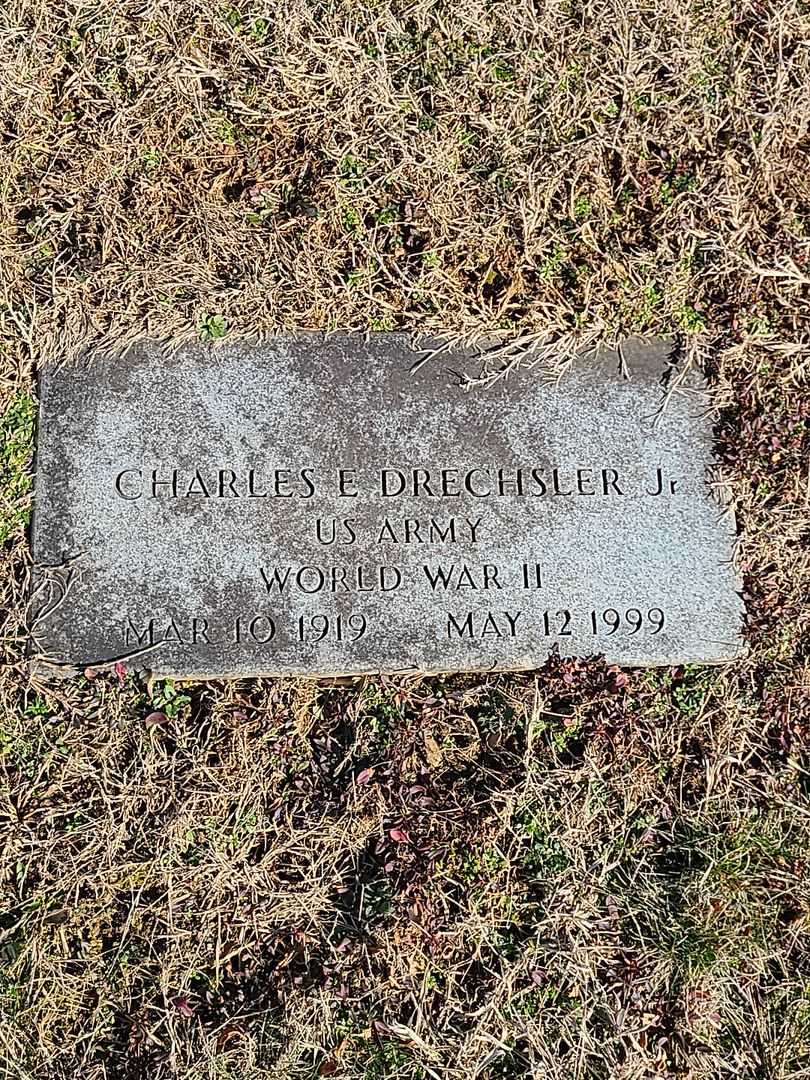 CHARLES E DRECHSLER Jr
US ARMY
WORLD WAR II
MAR 10 1919 MAY 12 1999